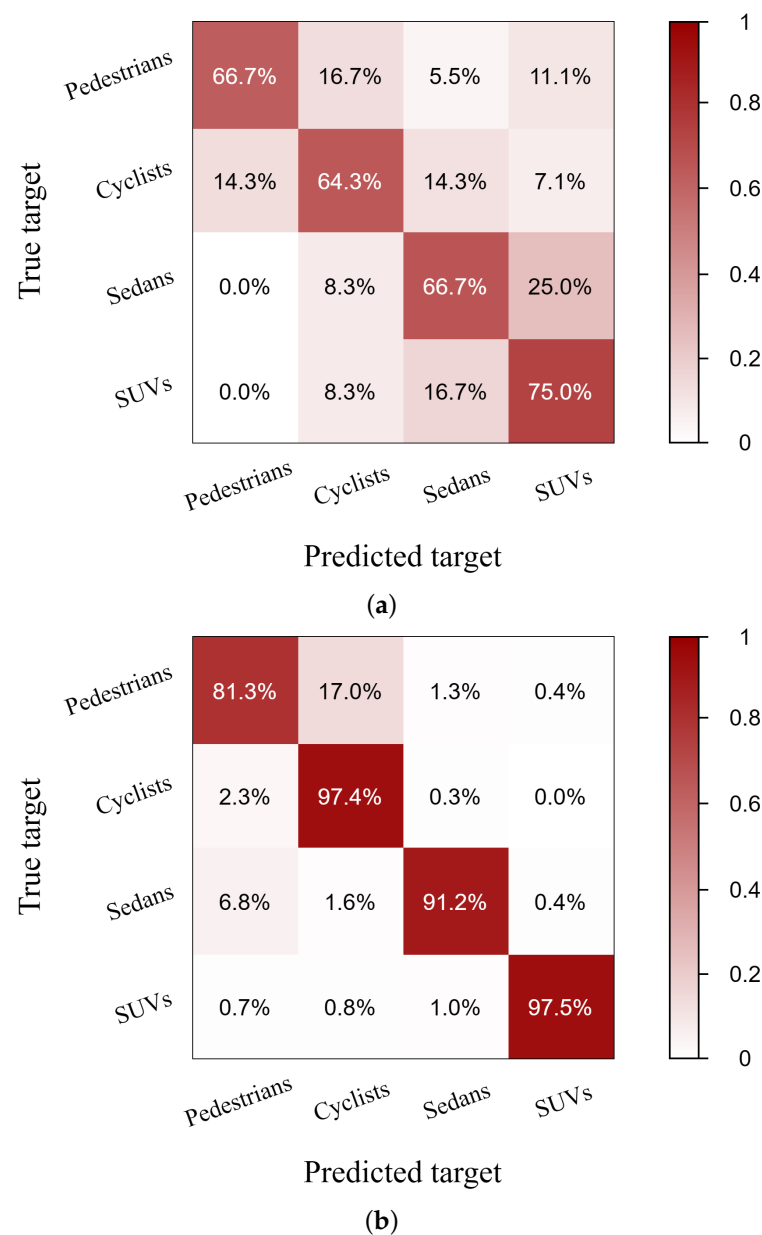 Pedestrians 66.7% 16.7% 5.5% 11.1%
Cyclists 14.3% 64.3% 14.3% 7.1%
Sedans 0.0% 8.3% 66.7% 25.0%
SUVs 0.0% 8.3% 16.7% 75.0%
True target
Pedestrians Cyclists Sedans SUVs
Predicted target
1
0.8
0.6
0.4
0.2
0
(a)
Pedestrians 81.3% 17.0% 1.3% 0.4%
Cyclists 2.3% 97.4% 0.3% 0.0%
Sedans 6.8% 1.6% 91.2% 0.4%
SUVs 0.7% 0.8% 1.0% 97.5%
True target
Pedestrians Cyclists Sedans SUVs
Predicted target
1
0.8
0.6
0.4
0.2
0
(b)